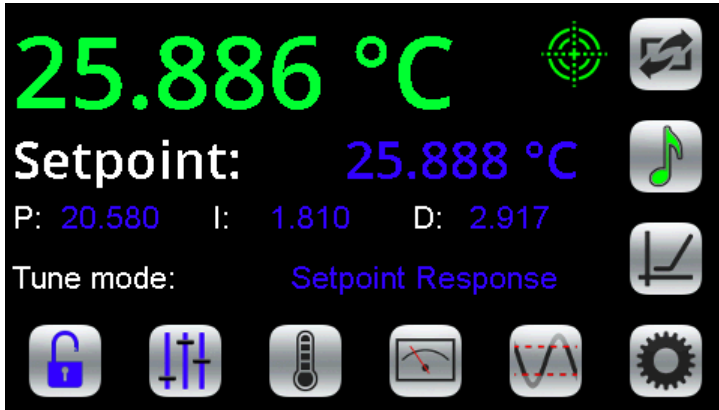 25.886 °C
Setpoint: 25.888 °C
P: 20.580 I: 1.810 D: 2.917
Tune mode: Setpoint Response